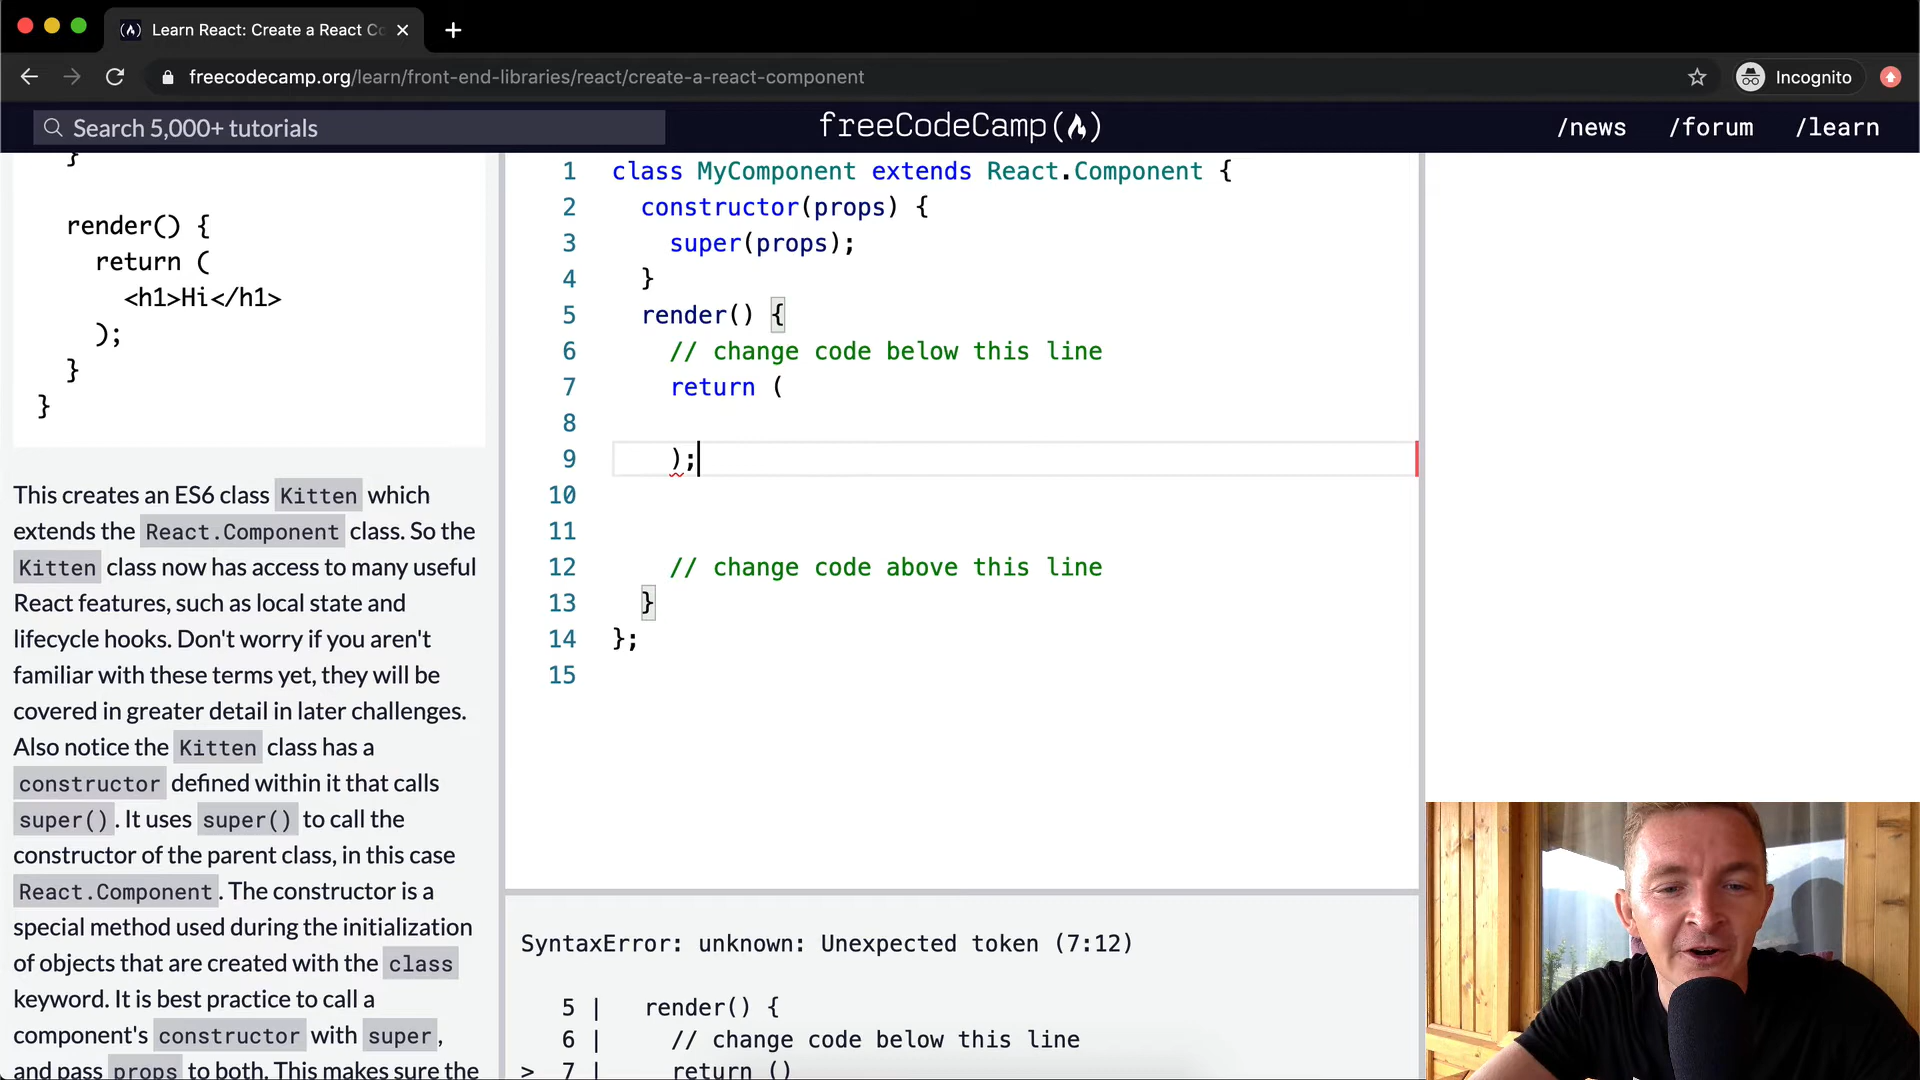 Learn React: Create a React Co
freecodecamp.org/learn/front-end-libraries/react/create-a-react-component
Incognito
Search 5,000+ tutorials
freeCodeCamp(🔥)
/news /forum /learn
}
render() {
return (
<h1>Hi</h1>
);
}
}
This creates an ES6 class Kitten which
extends the React.Component class. So the
Kitten class now has access to many useful
React features, such as local state and
lifecycle hooks. Don't worry if you aren't
familiar with these terms yet, they will be
covered in greater detail in later challenges.
Also notice the Kitten class has a
constructor defined within it that calls
super(). It uses super() to call the
constructor of the parent class, in this case
React.Component. The constructor is a
special method used during the initialization
of objects that are created with the class
keyword. It is best practice to call a
component's constructor with super,
and pass props to both. This makes sure the
1 class MyComponent extends React.Component {
2 constructor(props) {
3 super(props);
4 }
5 render() {
6 // change code below this line
7 return (
8
9 );
10
11
12 // change code above this line
13 }
14 };
15
SyntaxError: unknown: Unexpected token (7:12)
5 | render() {
6 | // change code below this line
> 7 | return ()